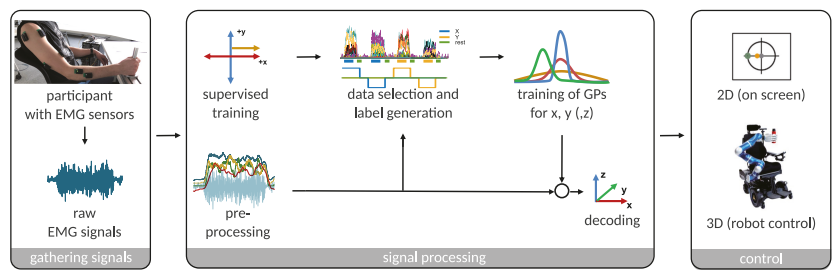 participant
with EMG sensors
raw
EMG signals
gathering signals
+y
+x
supervised
training
X
Y
rest
data selection and
label generation
training of GPs
for x, y (,z)
pre-
processing
z
y
x
decoding
signal processing
2D (on screen)
3D (robot control)
control